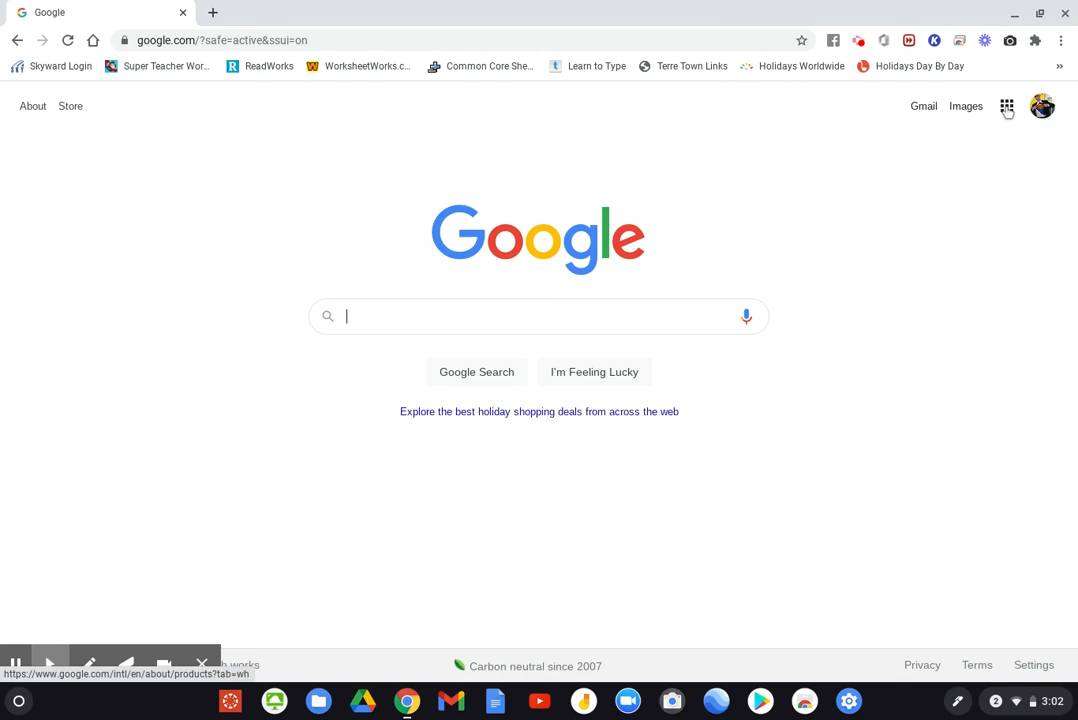 Google
google.com/?safe=active&ssui=on
Skyward Login Super Teacher Wor... ReadWorks WorksheetWorks.c... Common Core She... Learn to Type Terre Town Links Holidays Worldwide Holidays Day By Day »
About Store Gmail Images
Google
Google Search I'm Feeling Lucky
Explore the best holiday shopping deals from across the web
works Carbon neutral since 2007 Privacy Terms Settings
https://www.google.com/intl/en/about/products?tab=wh
2 3:02